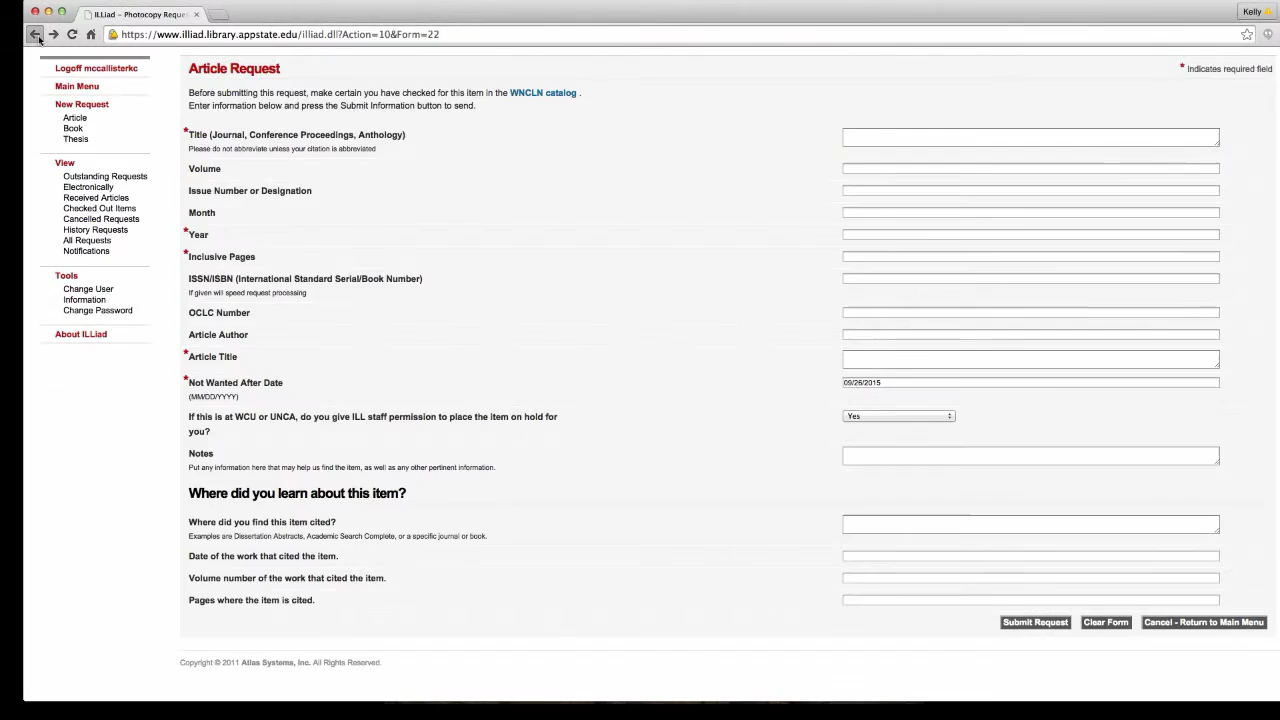 ILLiad – Photocopy Reques
Kelly
https://www.illiad.library.appstate.edu/illiad.dll?Action=10&Form=22
Logoff mccallisterkc
Main Menu
New Request
Article
Book
Thesis
View
Outstanding Requests
Electronically
Received Articles
Checked Out Items
Cancelled Requests
History Requests
All Requests
Notifications
Tools
Change User
Information
Change Password
About ILLiad
Article Request
* Indicates required field
Before submitting this request, make certain you have checked for this item in the WNCLN catalog .
Enter information below and press the Submit Information button to send.
*Title (Journal, Conference Proceedings, Anthology)
Please do not abbreviate unless your citation is abbreviated
Volume
Issue Number or Designation
Month
*Year
*Inclusive Pages
ISSN/ISBN (International Standard Serial/Book Number)
If given will speed request processing
OCLC Number
Article Author
*Article Title
*Not Wanted After Date
09/26/2015
(MM/DD/YYYY)
If this is at WCU or UNCA, do you give ILL staff permission to place the item on hold for
you?
Yes
Notes
Put any information here that may help us find the item, as well as any other pertinent information.
Where did you learn about this item?
Where did you find this item cited?
Examples are Dissertation Abstracts, Academic Search Complete, or a specific journal or book.
Date of the work that cited the item.
Volume number of the work that cited the item.
Pages where the item is cited.
Submit Request
Clear Form
Cancel - Return to Main Menu
Copyright © 2011 Atlas Systems, Inc. All Rights Reserved.